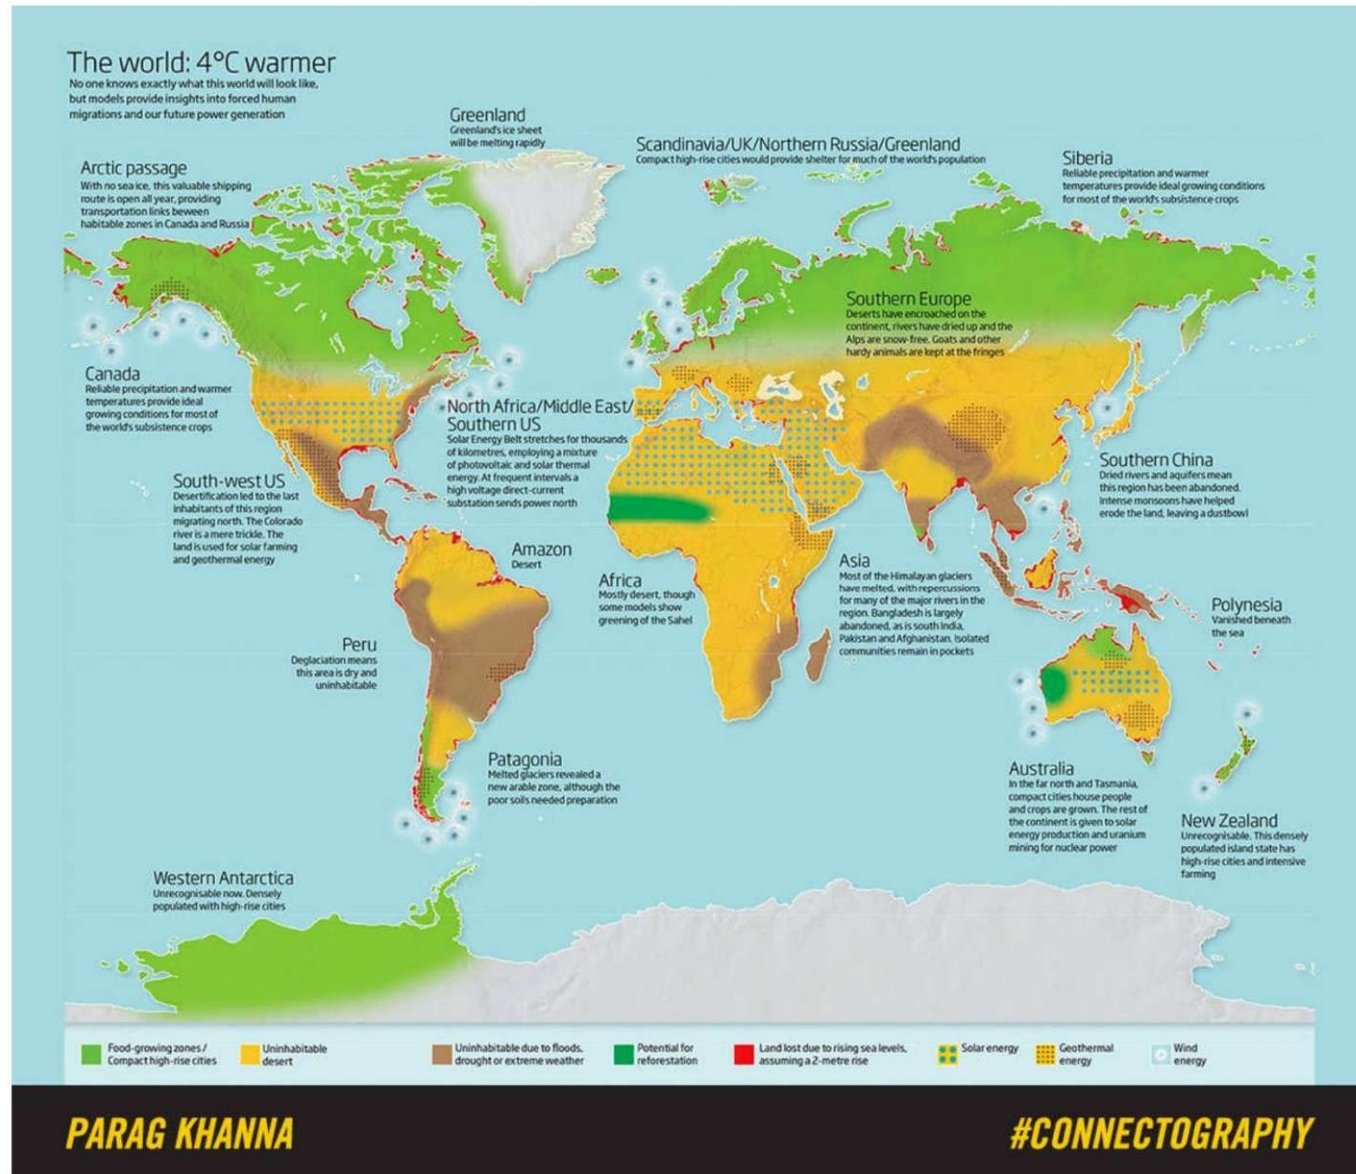 The world: 4°C warmer
No one knows exactly what this world will look like,
but models provide insights into forced human
migrations and our future power generation
Greenland
Greenland's ice sheet
will be melting rapidly
Scandinavia/UK/Northern Russia/Greenland
Compact high-rise cities would provide shelter for much of the world's population
Siberia
Reliable precipitation and warmer
temperatures provide ideal growing conditions
for most of the world's subsistence crops
Arctic passage
With no sea ice, this valuable shipping
route is open all year, providing
transportation links beween
habitable zones in Canada and Russia
Southern Europe
Deserts have encroached on the
continent, rivers have dried up and the
Alps are snow-free. Goats and other
hardy animals are kept at the fringes
Canada
Reliable precipitation and warmer
temperatures provide ideal
growing conditions for most of
the world's subsistence crops
North Africa/Middle East/
Southern US
Solar Energy Belt stretches for thousands
of kilometres, employing a mixture
of photovoltaic and solar thermal
energy. At frequent intervals a
high voltage direct-current
substation sends power north
Southern China
Dried rivers and aquifers mean
this region has been abandoned.
Intense monsoons have helped
erode the land, leaving a dustbowl
South-west US
Desertification led to the last
inhabitants of this region
migrating north. The Colorado
river is a mere trickle. The
land is used for solar farming
and geothermal energy
Amazon
Desert
Africa
Mostly desert, though
some models show
greening of the Sahel
Asia
Most of the Himalayan glaciers
have melted, with repercussions
for many of the major rivers in the
region. Bangladesh is largely
abandoned, as is south India,
Pakistan and Afghanistan. Isolated
communities remain in pockets
Polynesia
Vanished beneath
the sea
Peru
Deglaciation means
this area is dry and
uninhabitable
Patagonia
Melted glaciers revealed a
new arable zone, although the
poor soils needed preparation
Australia
In the far north and Tasmania,
compact cities house people
and crops are grown. The rest of
the continent is given to solar
energy production and uranium
mining for nuclear power
New Zealand
Unrecognisable. This densely
populated island state has
high-rise cities and intensive
farming
Western Antarctica
Unrecognisable now. Densely
populated with high-rise cities
Food-growing zones /
Compact high-rise cities
Uninhabitable
desert
Uninhabitable due to floods,
drought or extreme weather
Potential for
reforestation
Land lost due to rising sea levels,
assuming a 2-metre rise
Solar energy
Geothermal
energy
Wind
energy
PARAG KHANNA
#CONNECTOGRAPHY